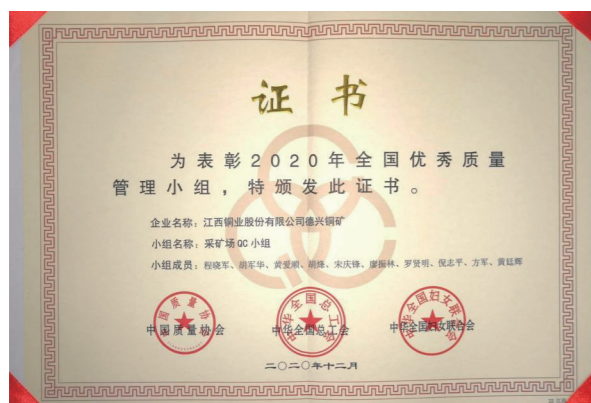 证书
为表彰2020年全国优秀质量
管理小组，特颁发此证书。
企业名称：江西铜业股份有限公司德兴铜矿
小组名称：采矿场QC小组
小组成员：程晓军、胡军华、黄爱顺、胡烽、宋庆锋、廖振林、罗贤明、倪志平、方军、黄廷辉
中国质量协会
中华全国总工会
中华全国妇女联合会
二〇二〇年十二月